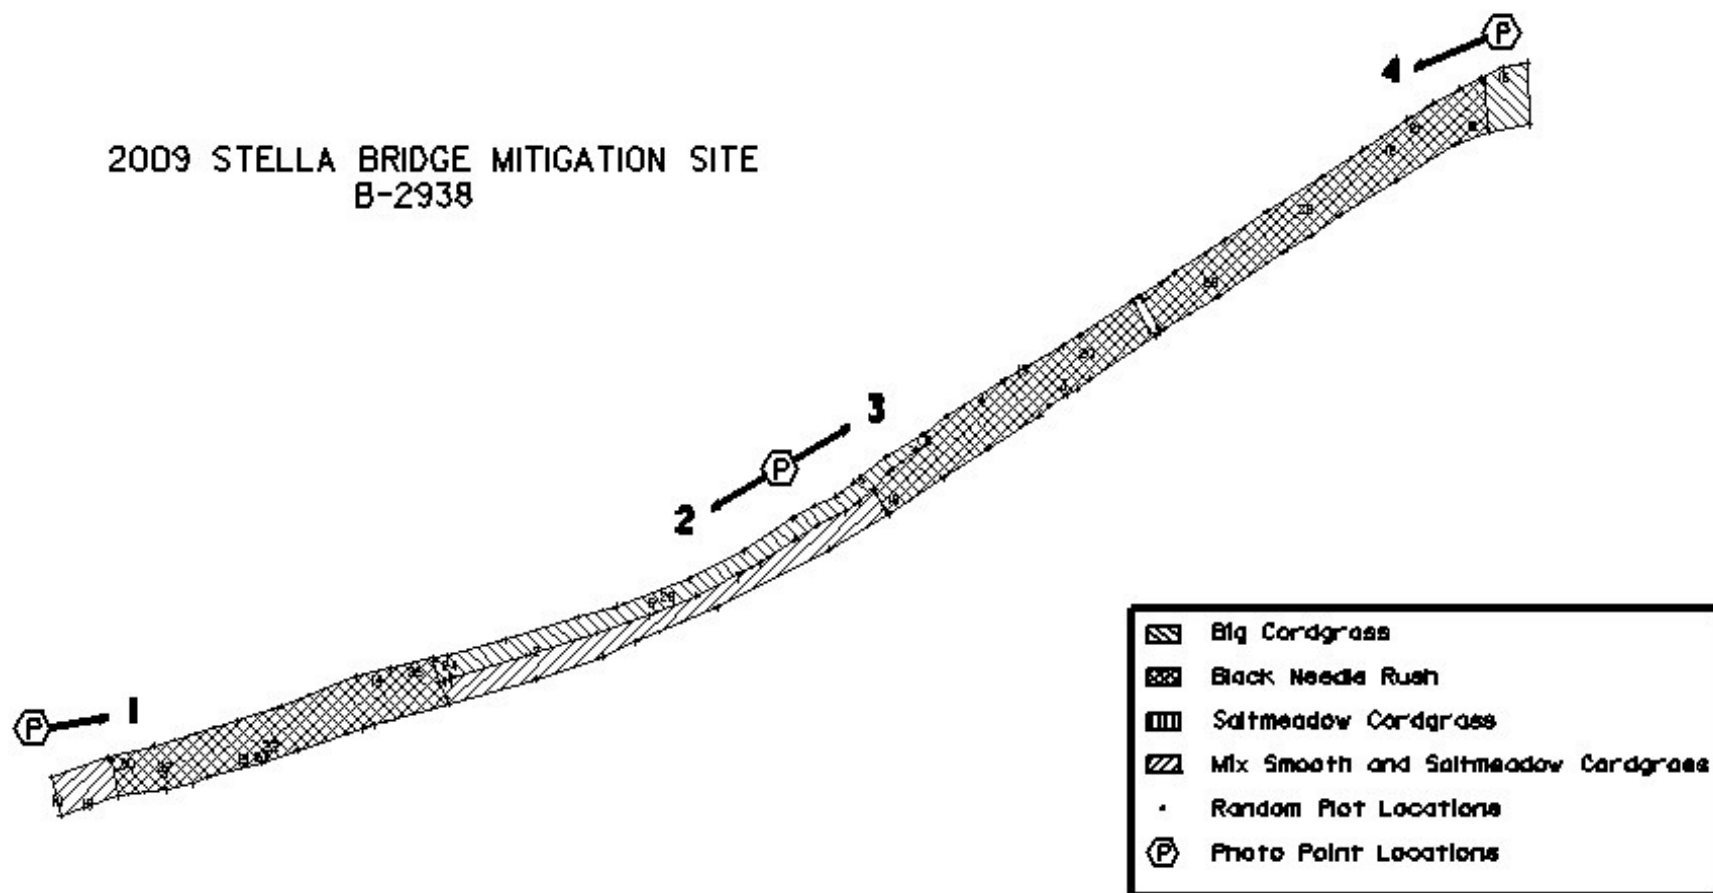 P
4
2009 STELLA BRIDGE MITIGATION SITE
B-2938
3
P
2
P
1
Big Cordgrass
Black Needle Rush
Saltmeadow Cordgrass
Mix Smooth and Saltmeadow Cordgrass
Random Plot Locations
P Photo Point Locations